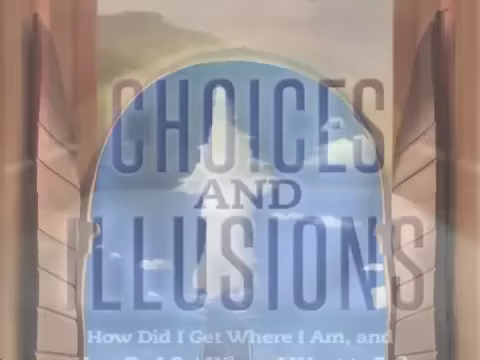 CHOICES
AND
ILLUSIONS
How Did I Get Where I Am, and